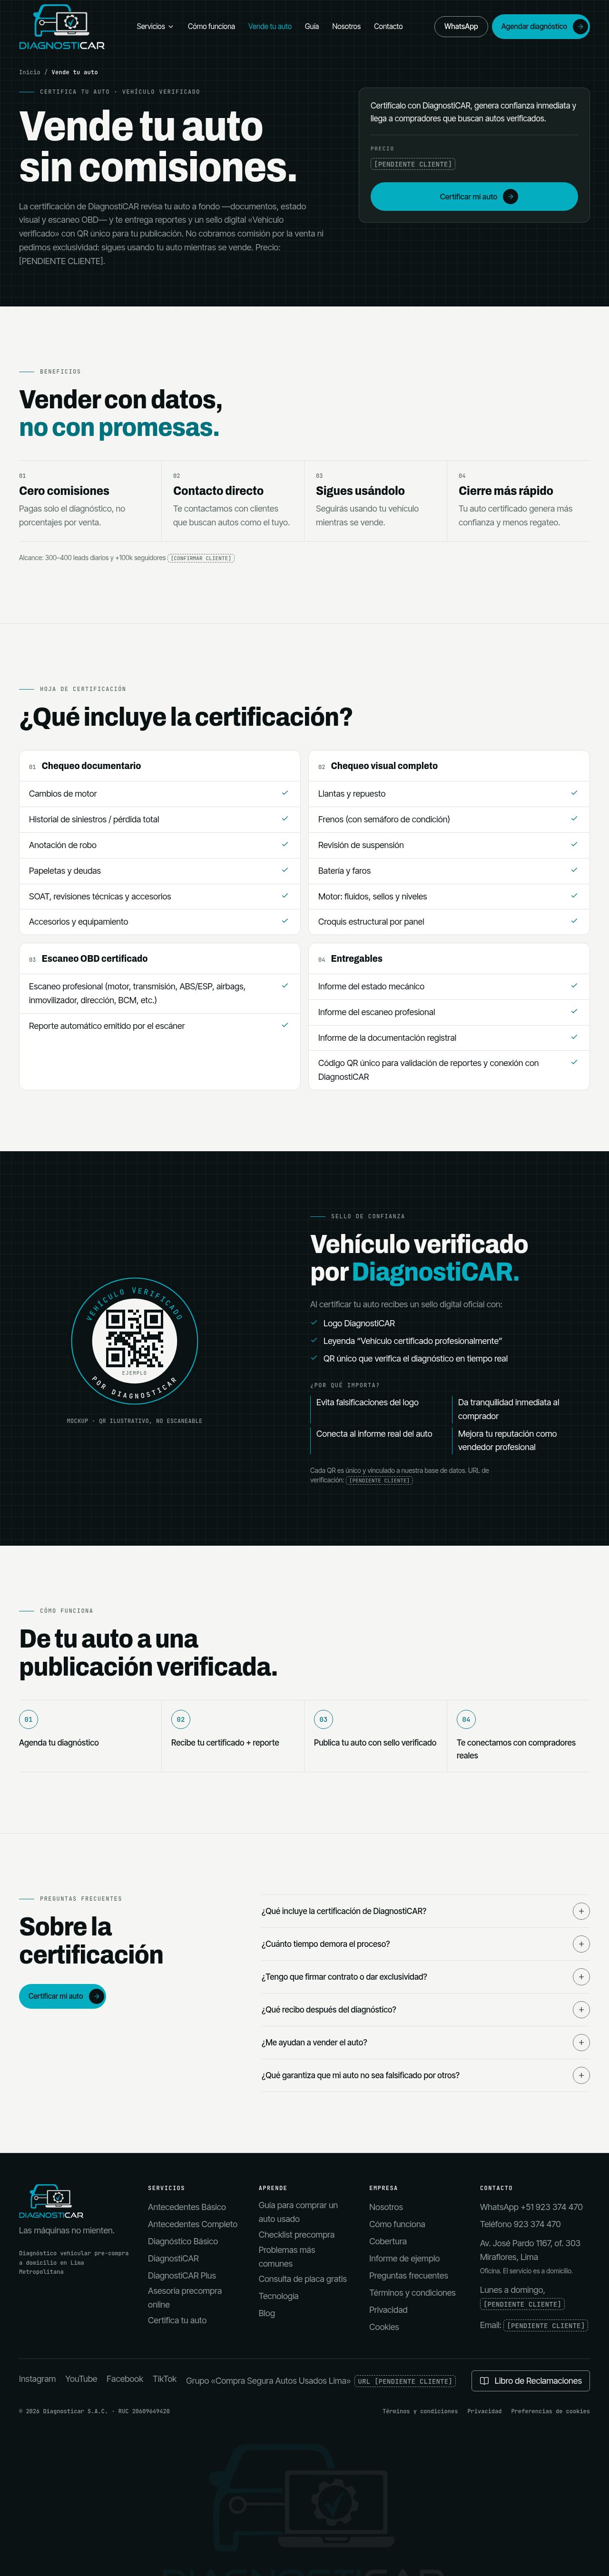 DIAGNOSTICAR
Servicios
Cómo funciona
Vende tu auto
Guía
Nosotros
Contacto
WhatsApp
Agendar diagnóstico
Inicio / Vende tu auto
CERTIFICA TU AUTO · VEHÍCULO VERIFICADO
Vende tu auto
sin comisiones.
La certificación de DiagnostiCAR revisa tu auto a fondo —documentos, estado
visual y escaneo OBD— y te entrega reportes y un sello digital «Vehículo
verificado» con QR único para tu publicación. No cobramos comisión por la venta ni
pedimos exclusividad: sigues usando tu auto mientras se vende. Precio:
[PENDIENTE CLIENTE].
Certifícalo con DiagnostiCAR, genera confianza inmediata y
llega a compradores que buscan autos verificados.
PRECIO
[PENDIENTE CLIENTE]
Certificar mi auto
BENEFICIOS
Vender con datos,
no con promesas.
01
Cero comisiones
Pagas solo el diagnóstico, no
porcentajes por venta.
02
Contacto directo
Te contactamos con clientes
que buscan autos como el tuyo.
03
Sigues usándolo
Seguirás usando tu vehículo
mientras se vende.
04
Cierre más rápido
Tu auto certificado genera más
confianza y menos regateo.
Alcance: 300–400 leads diarios y +100k seguidores [CONFIRMAR CLIENTE]
HOJA DE CERTIFICACIÓN
¿Qué incluye la certificación?
01 Chequeo documentario
Cambios de motor
Historial de siniestros / pérdida total
Anotación de robo
Papeletas y deudas
SOAT, revisiones técnicas y accesorios
Accesorios y equipamiento
02 Chequeo visual completo
Llantas y repuesto
Frenos (con semáforo de condición)
Revisión de suspensión
Batería y faros
Motor: fluidos, sellos y niveles
Croquis estructural por panel
03 Escaneo OBD certificado
Escaneo profesional (motor, transmisión, ABS/ESP, airbags,
inmovilizador, dirección, BCM, etc.)
Reporte automático emitido por el escáner
04 Entregables
Informe del estado mecánico
Informe del escaneo profesional
Informe de la documentación registral
Código QR único para validación de reportes y conexión con
DiagnostiCAR
VEHÍCULO VERIFICADO
EJEMPLO
POR DIAGNOSTICAR
MOCKUP · QR ILUSTRATIVO, NO ESCANEABLE
SELLO DE CONFIANZA
Vehículo verificado
por DiagnostiCAR.
Al certificar tu auto recibes un sello digital oficial con:
Logo DiagnostiCAR
Leyenda “Vehículo certificado profesionalmente”
QR único que verifica el diagnóstico en tiempo real
¿POR QUÉ IMPORTA?
Evita falsificaciones del logo
Da tranquilidad inmediata al
comprador
Conecta al informe real del auto
Mejora tu reputación como
vendedor profesional
Cada QR es único y vinculado a nuestra base de datos. URL de
verificación: [PENDIENTE CLIENTE]
CÓMO FUNCIONA
De tu auto a una
publicación verificada.
01
Agenda tu diagnóstico
02
Recibe tu certificado + reporte
03
Publica tu auto con sello verificado
04
Te conectamos con compradores
reales
PREGUNTAS FRECUENTES
Sobre la
certificación
Certificar mi auto
¿Qué incluye la certificación de DiagnostiCAR?
¿Cuánto tiempo demora el proceso?
¿Tengo que firmar contrato o dar exclusividad?
¿Qué recibo después del diagnóstico?
¿Me ayudan a vender el auto?
¿Qué garantiza que mi auto no sea falsificado por otros?
DIAGNOSTICAR
Las máquinas no mienten.
Diagnóstico vehicular pre-compra
a domicilio en Lima
Metropolitana
SERVICIOS
Antecedentes Básico
Antecedentes Completo
Diagnóstico Básico
DiagnostiCAR
DiagnostiCAR Plus
Asesoría precompra
online
Certifica tu auto
APRENDE
Guía para comprar un
auto usado
Checklist precompra
Problemas más
comunes
Consulta de placa gratis
Tecnología
Blog
EMPRESA
Nosotros
Cómo funciona
Cobertura
Informe de ejemplo
Preguntas frecuentes
Términos y condiciones
Privacidad
Cookies
CONTACTO
WhatsApp +51 923 374 470
Teléfono 923 374 470
Av. José Pardo 1167, of. 303
Miraflores, Lima
Oficina. El servicio es a domicilio.
Lunes a domingo,
[PENDIENTE CLIENTE]
Email: [PENDIENTE CLIENTE]
Instagram
YouTube
Facebook
TikTok
Grupo «Compra Segura Autos Usados Lima» URL [PENDIENTE CLIENTE]
Libro de Reclamaciones
© 2026 Diagnosticar S.A.C. · RUC 20609649420
Términos y condiciones
Privacidad
Preferencias de cookies
DIAGNOSTICAR